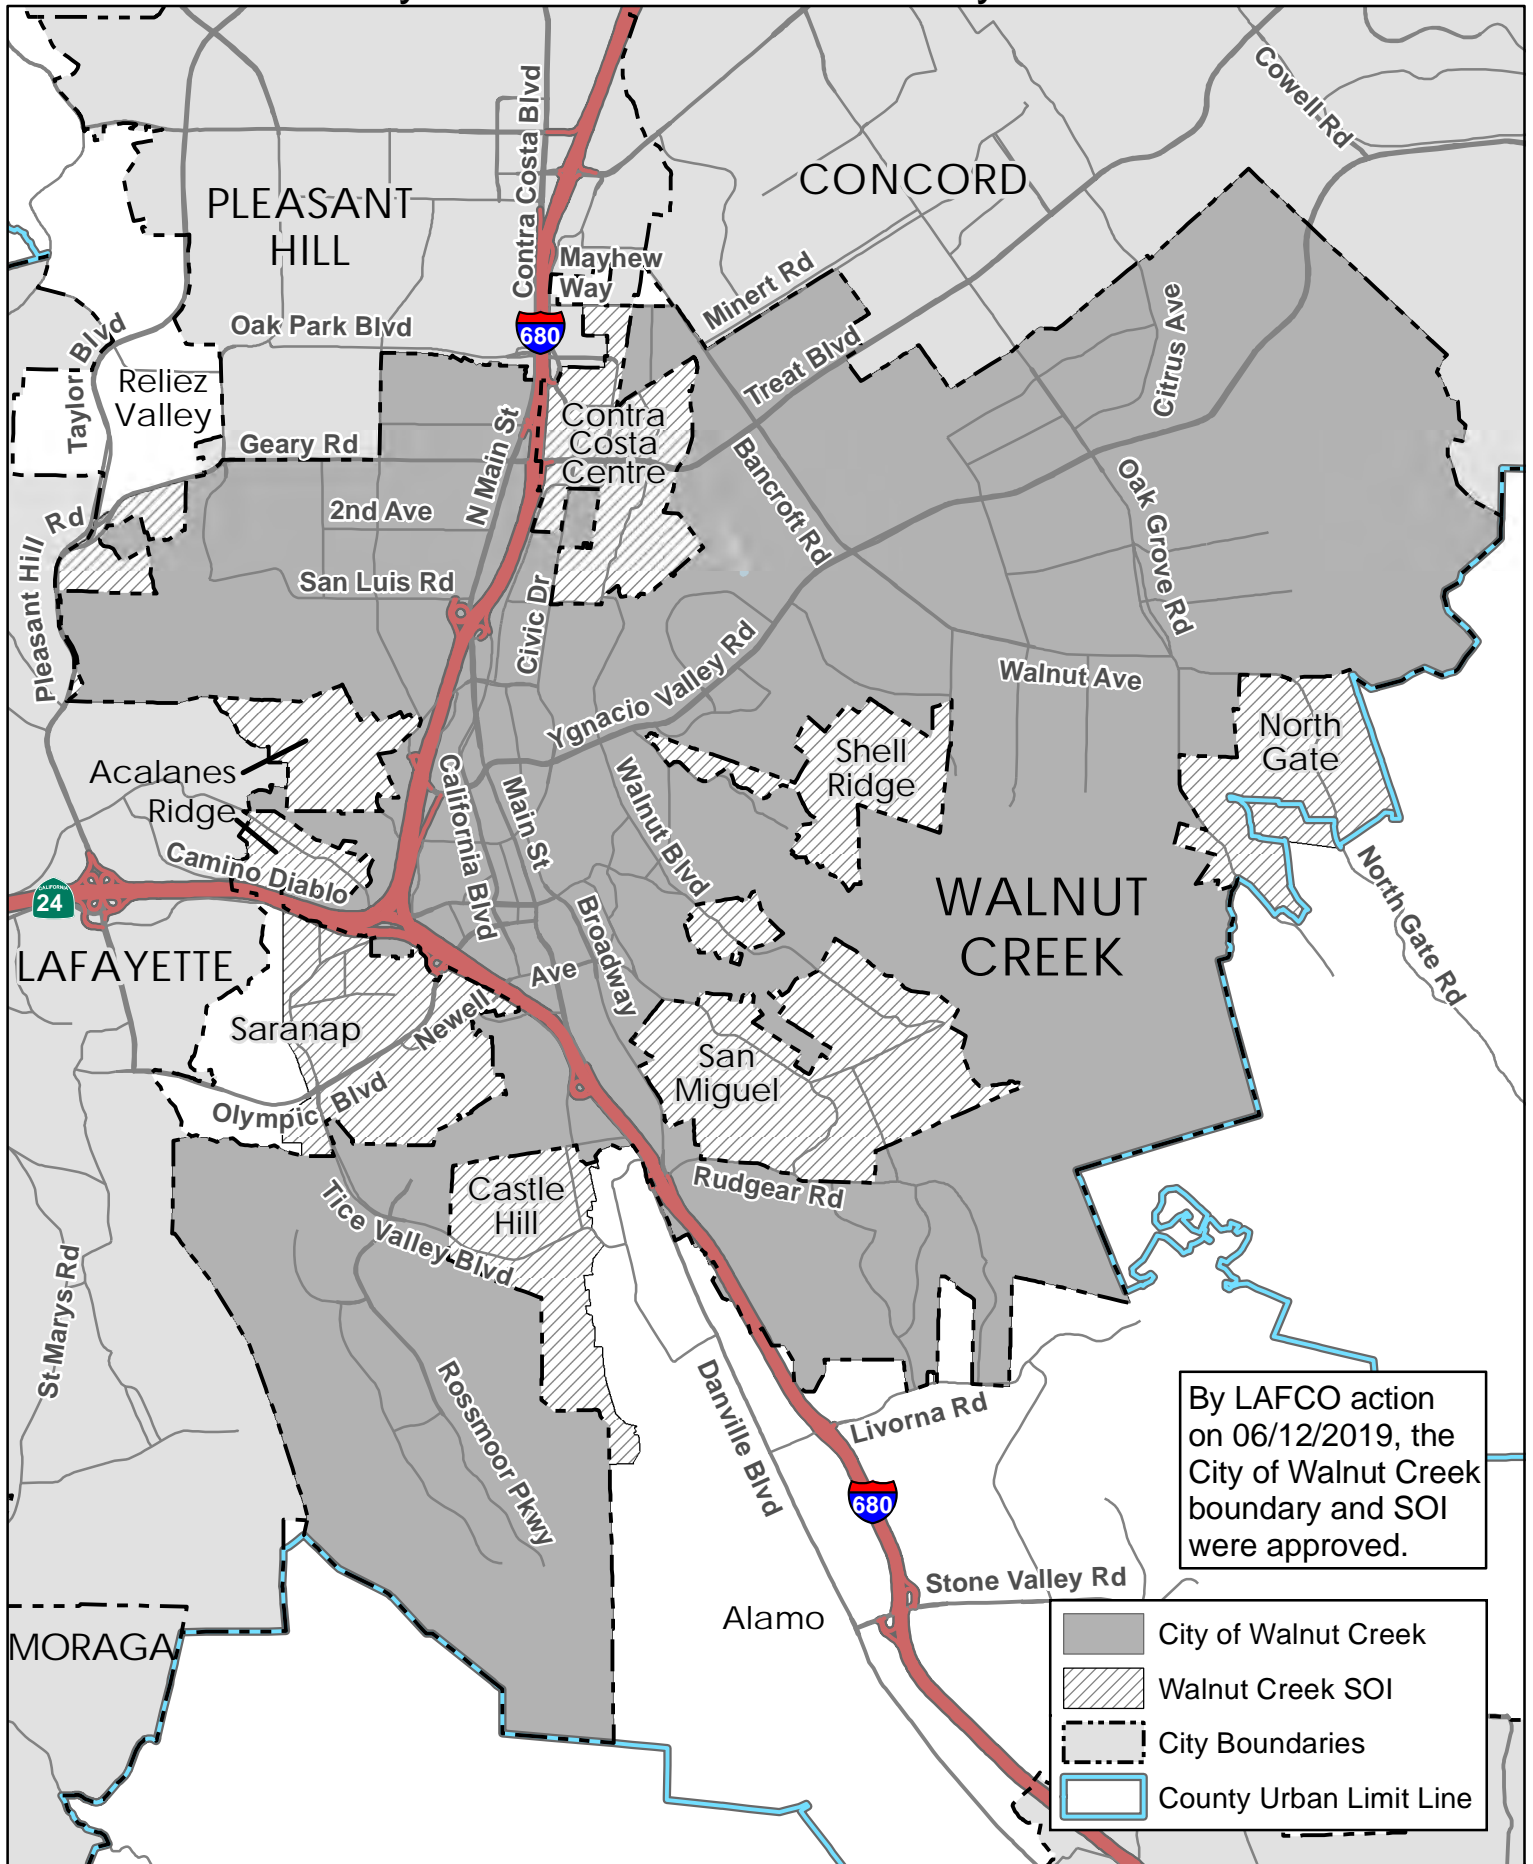 Contra Costa Blvd
Cowell Rd
PLEASANT
HILL
CONCORD
Mayhew
Way
Minert Rd
Citrus Ave
Taylor Blvd
Oak Park Blvd
680
Treat Blvd
Reliez
Valley
Contra
Costa
Centre
N Main St
Geary Rd
Bancroft Rd
2nd Ave
Oak Grove Rd
Pleasant Hill Rd
San Luis Rd
Civic Dr
Ygnacio Valley Rd
Walnut Ave
North
Gate
Shell
Ridge
Acalanes
Ridge
California Blvd
Main St
Walnut Blvd
Camino Diablo
CALIFORNIA
24
WALNUT
CREEK
North Gate Rd
Broadway
LAFAYETTE
Newell Ave
Saranap
San
Miguel
Olympic Blvd
Rudgear Rd
Castle
Hill
Tice Valley Blvd
St Marys Rd
Rossmoor Pkwy
Danville Blvd
Livorna Rd
By LAFCO action
on 06/12/2019, the
City of Walnut Creek
boundary and SOI
were approved.
680
Stone Valley Rd
Alamo
MORAGA
City of Walnut Creek
Walnut Creek SOI
City Boundaries
County Urban Limit Line